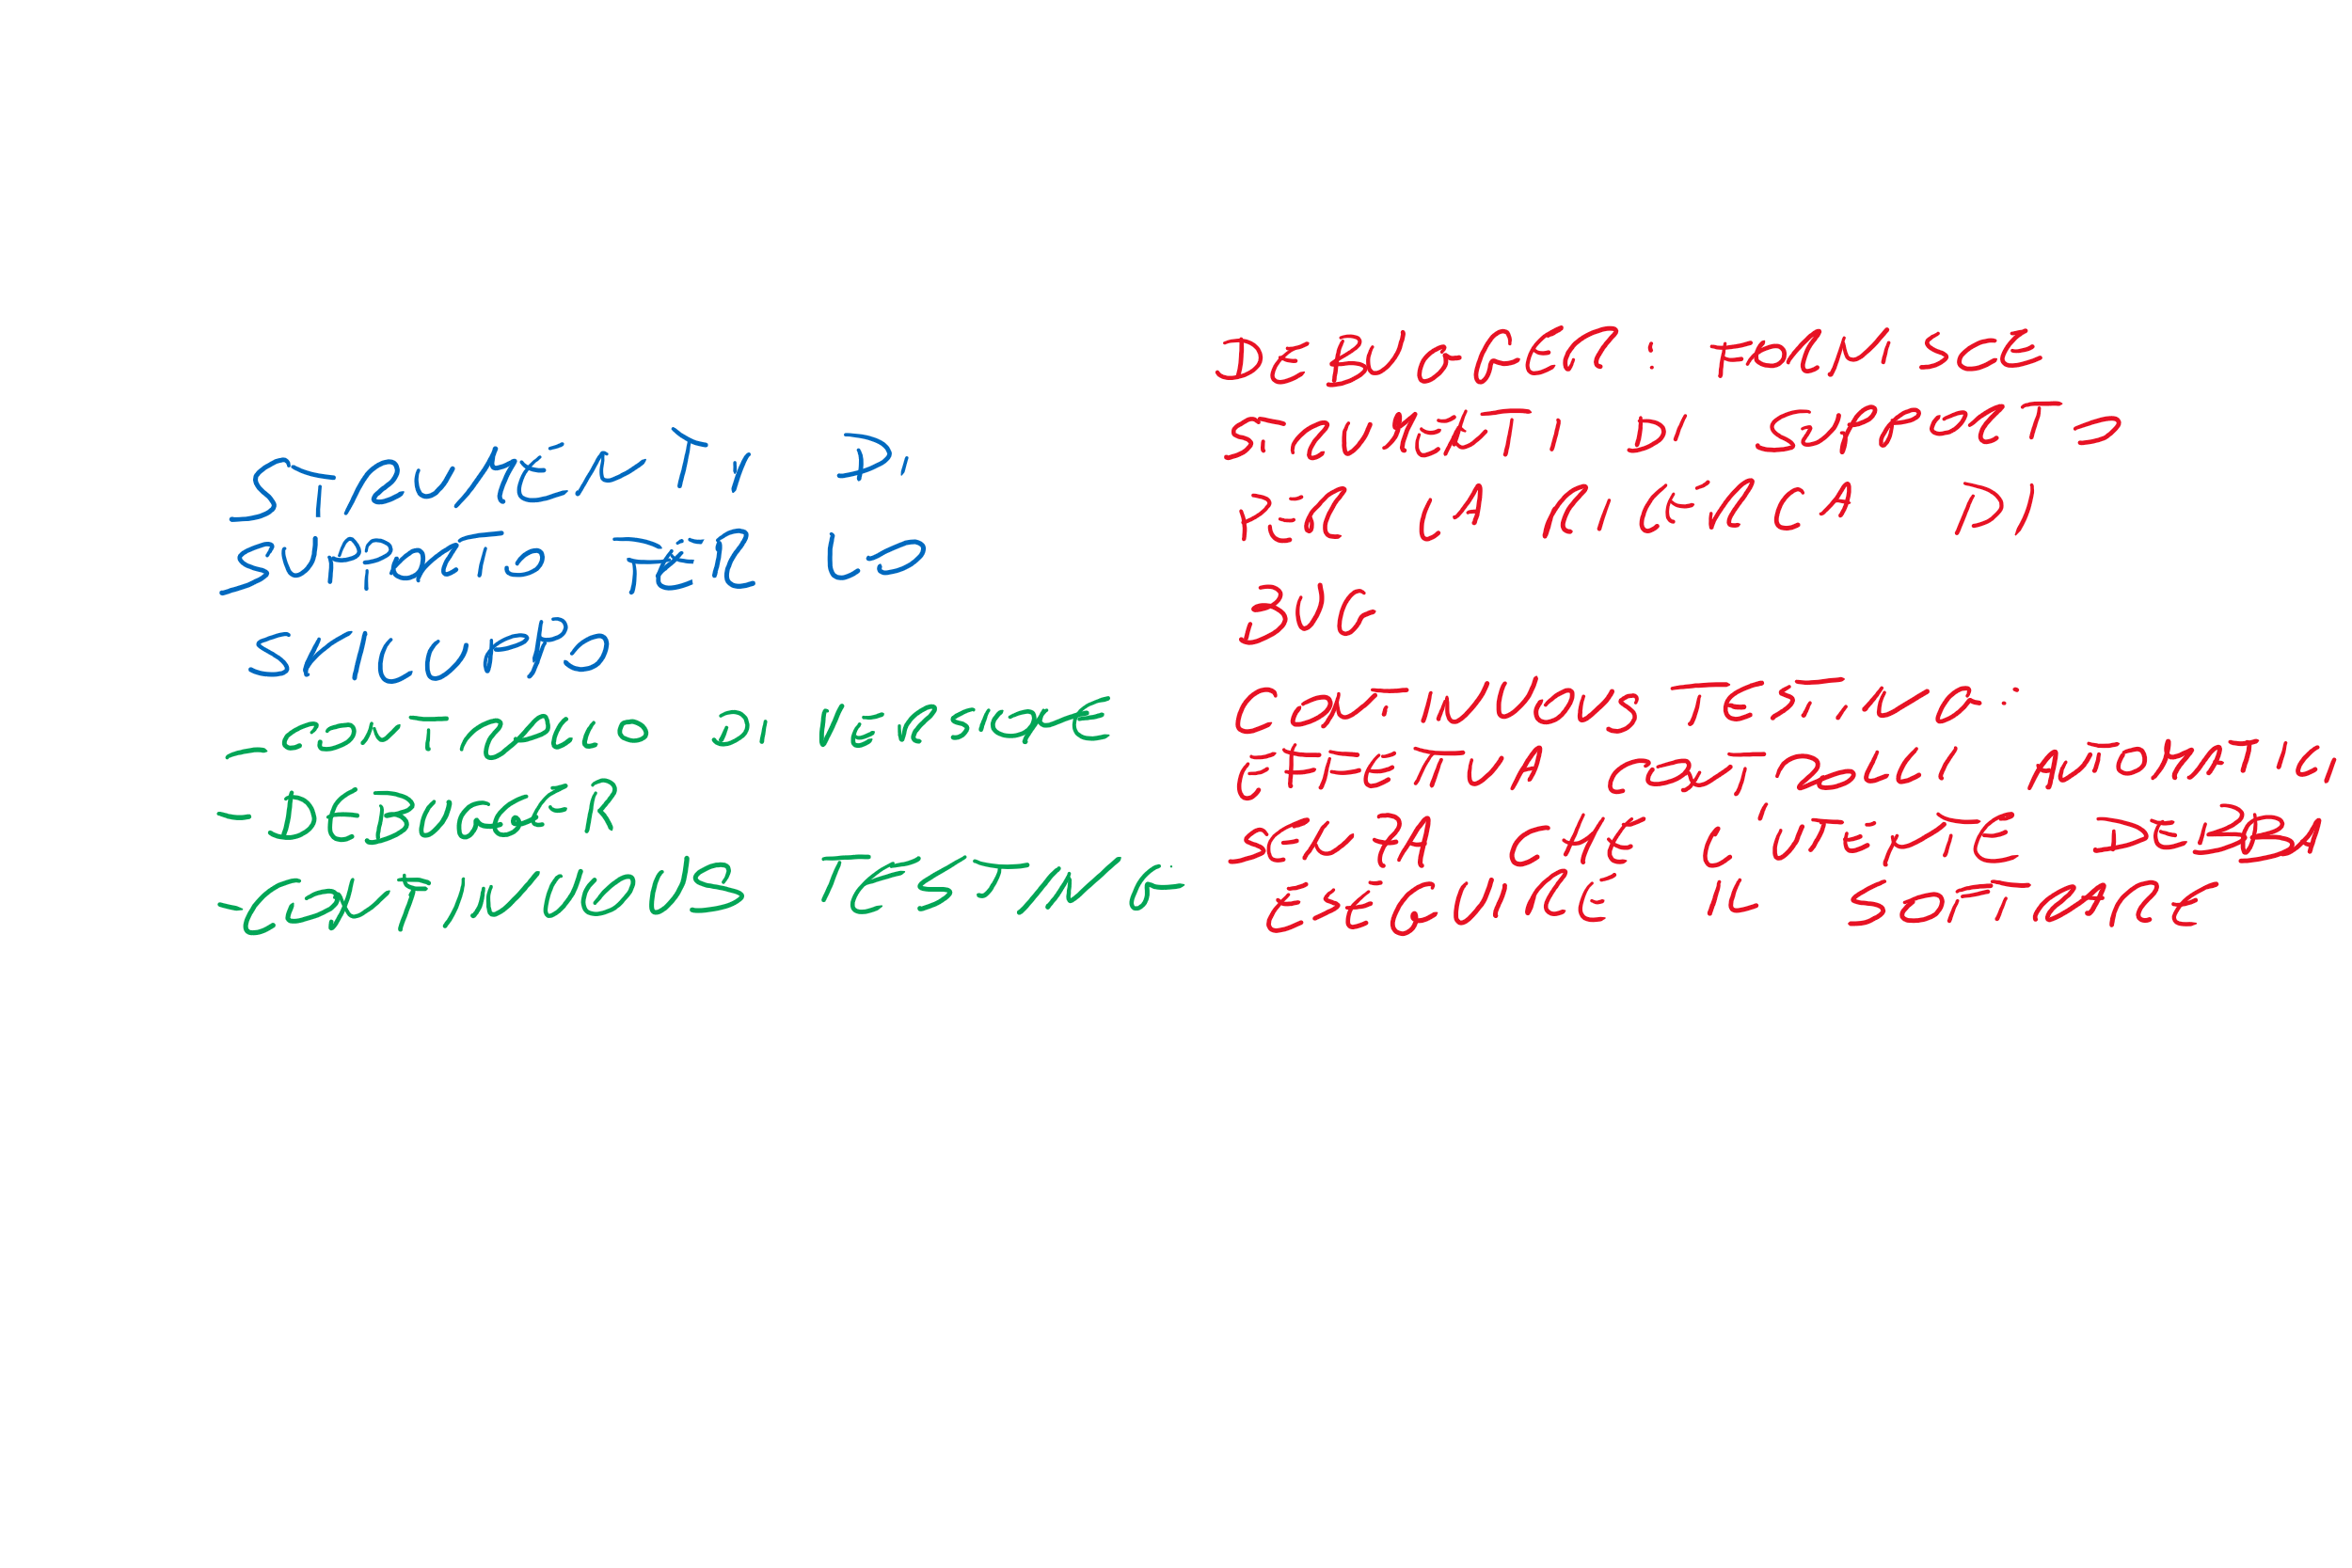 STRUMENTI DI
SUPPORTO PER LO
SVILUPPO
- CONTROLLO DI VERSIONE
- DEBUGGER
- CONTINUOUS TESTING
DEBUGGER: FORNISCE
STRUMENTI DI SUPPORTO
PER LA RICERCA DI
BUG
CONTINUOUS TESTING:
EFFETTUA CONTROLLI AUTOMATICI
SENZA CHE L'UTENTE DEBBA
ESEGUIRE IL SOFTWARE